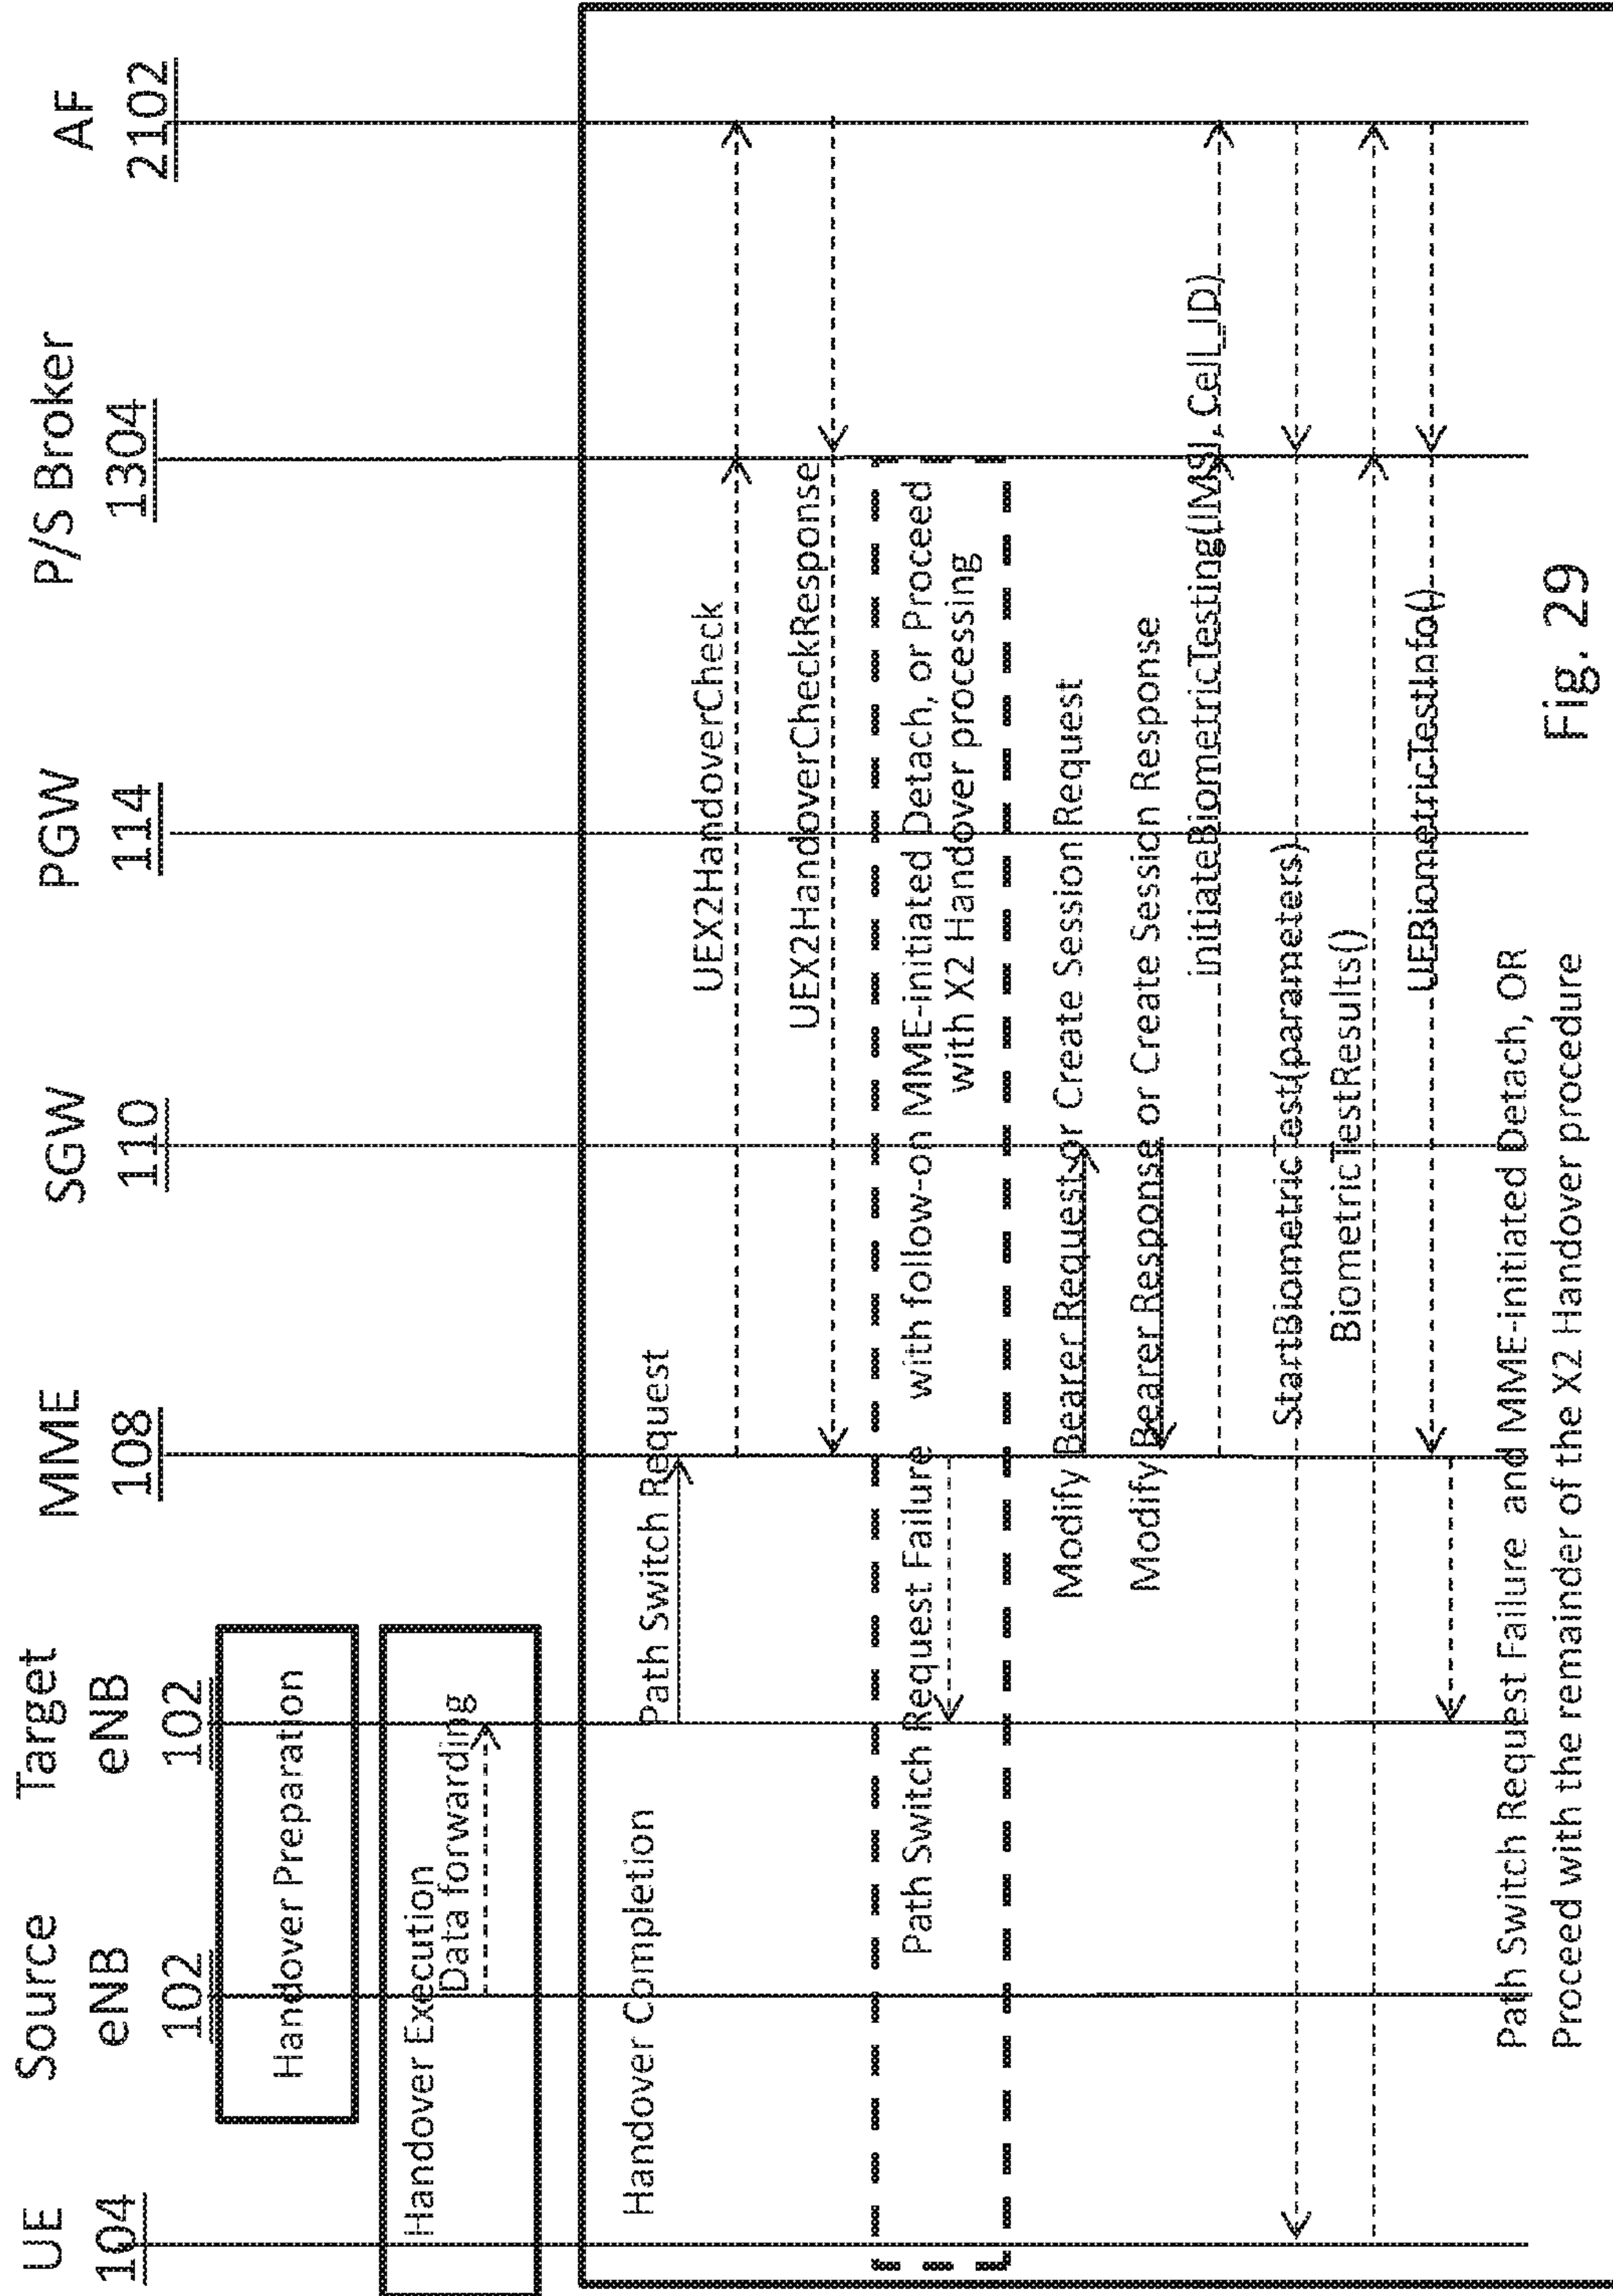 UE
104
Source
eNB
102
Target
eNB
102
MME
108
SGW
110
PGW
114
P/S Broker
1304
AF
2102
Handover Preparation
Handover Execution
Data forwarding
Handover Completion
Path Switch Request
UEX2HandoverCheck
UEX2HandoverCheckResponse
Path Switch Request Failure with follow-on MME-initiated Detach, or Proceed
with X2 Handover processing
Modify Bearer Request or Create Session Request
Modify Bearer Response or Create Session Response
initiateBiometricTesting(IMSI, Cell_ID)
StartBiometricTest(parameters)
BiometricTestResults()
UEBiometricTestInfo()
Path Switch Request Failure and MME-initiated Detach, OR
Proceed with the remainder of the X2 Handover procedure
Fig. 29